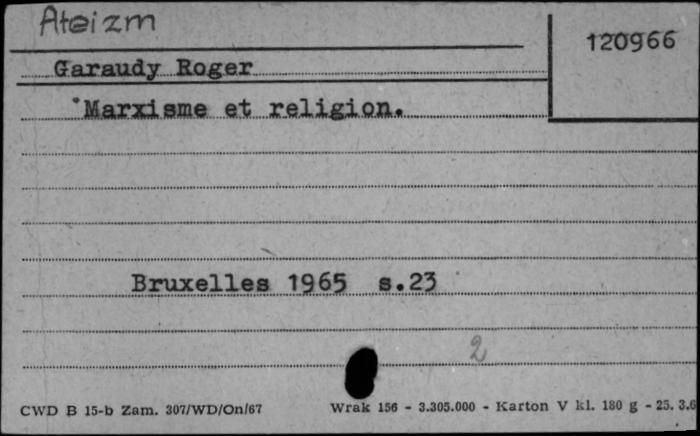 Ateizm
120966
Garaudy Roger
Marxisme et religion.
Bruxelles 1965 s.23
2
CWD B 15-b Zam. 307/WD/On/67 Wrak 156 - 3.305.000 - Karton V kl. 180 g - 25. 3.6